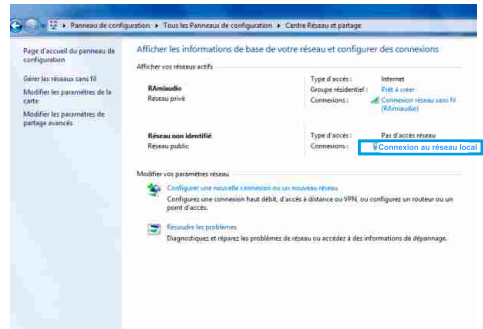 Panneau de configuration ▸ Tous les Panneaux de configuration ▸ Centre Réseau et partage
Page d'accueil du panneau de configuration
Gérer les réseaux sans fil
Modifier les paramètres de la carte
Modifier les paramètres de partage avancés
Afficher les informations de base de votre réseau et configurer des connexions
Afficher vos réseaux actifs
RAmiaudio
Réseau privé
Type d'accès : Internet
Groupe résidentiel : Prêt à créer
Connexions : Connexion réseau sans fil
(RAmiaudio)
Réseau non identifié
Réseau public
Type d'accès : Pas d'accès réseau
Connexions : Connexion au réseau local
Modifier vos paramètres réseau
Configurer une nouvelle connexion ou un nouveau réseau
Configurez une connexion haut débit, d'accès à distance ou VPN, ou configurez un routeur ou un
point d'accès.
Résoudre les problèmes
Diagnostiquez et réparez les problèmes de réseau ou accédez à des informations de dépannage.